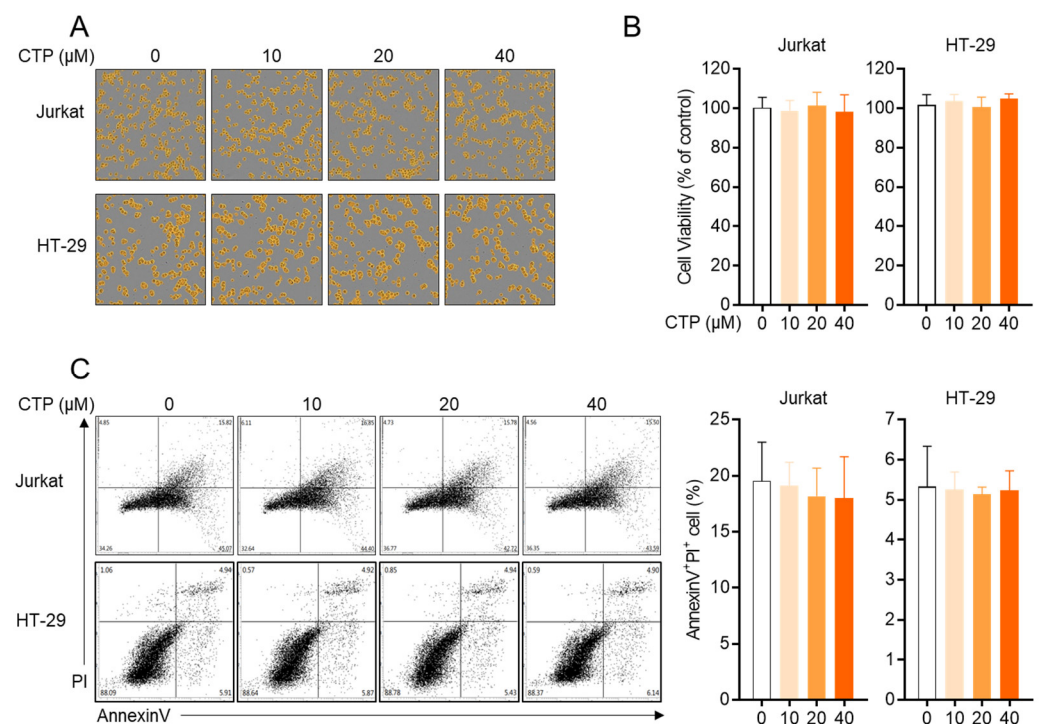 A
CTP (µM) 0 10 20 40
Jurkat
HT-29
B
Jurkat HT-29
Cell Viability (% of control)
120 120
100 100
80 80
60 60
40 40
20 20
0 0
CTP (µM) 0 10 20 40 0 10 20 40
C
CTP (µM) 0 10 20 40
Jurkat
4.85 15.82 6.11 16.85 4.73 15.78 4.56 15.50
34.26 45.07 32.64 44.40 36.77 42.72 36.35 43.59
HT-29
1.06 4.94 0.57 4.92 0.85 4.94 0.59 4.90
88.09 5.91 88.64 5.87 88.78 5.43 88.37 6.14
PI
AnnexinV
Jurkat HT-29
AnnexinV⁺PI⁺ cell (%)
25 7
20 6
15 5
10 4
5 3
0 2
1
0
0 10 20 40 0 10 20 40